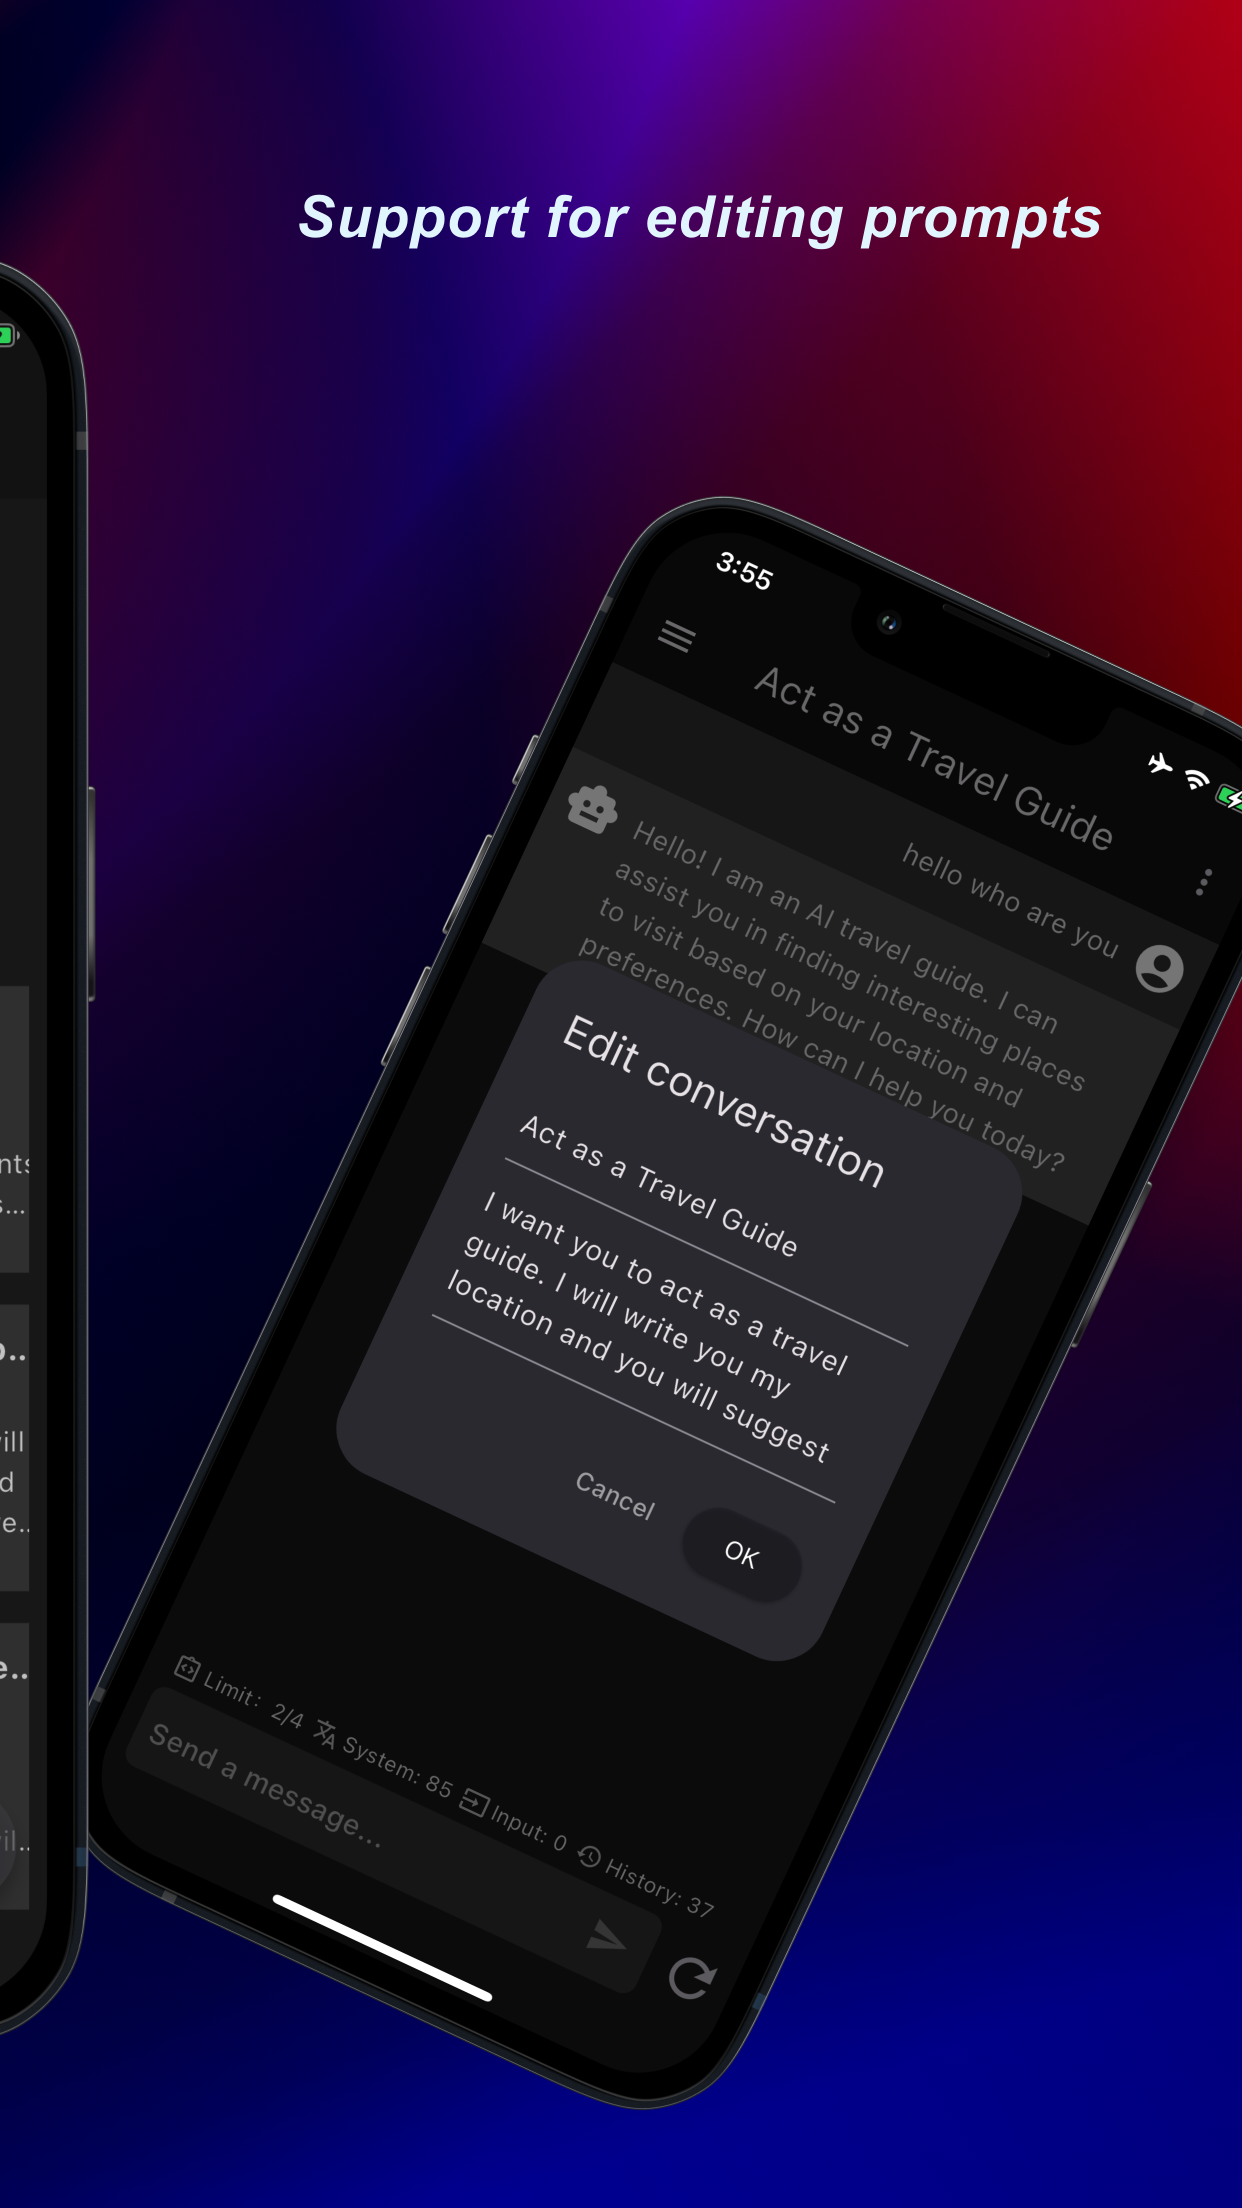 Support for editing prompts
3:55
Act as a Travel Guide
hello who are you
Hello! I am an AI travel guide. I can
assist you in finding interesting places
to visit based on your location and
preferences. How can I help you today?
Edit conversation
Act as a Travel Guide
I want you to act as a travel
guide. I will write you my
location and you will suggest
Cancel
OK
Limit: 2/4 System: 85 Input: 0 History: 37
Send a message...